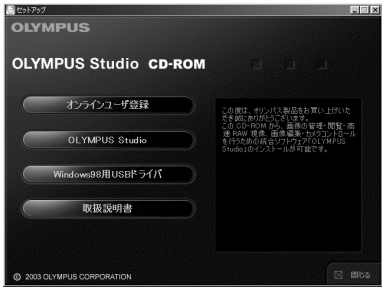 セットアップ
OLYMPUS
OLYMPUS Studio CD-ROM
オンラインユーザ登録
OLYMPUS Studio
Windows98用USBドライバ
取扱説明書
この度は、オリンパス製品をお買い上げいた
だき誠にありがとうございます。
この CD-ROM から、画像の管理・閲覧・高
速 RAW 現像、画像編集・カメラコントロール
を行うための統合ソフトウェア「OLYMPUS
Studio」のインストールが可能です。
© 2003 OLYMPUS CORPORATION
閉じる